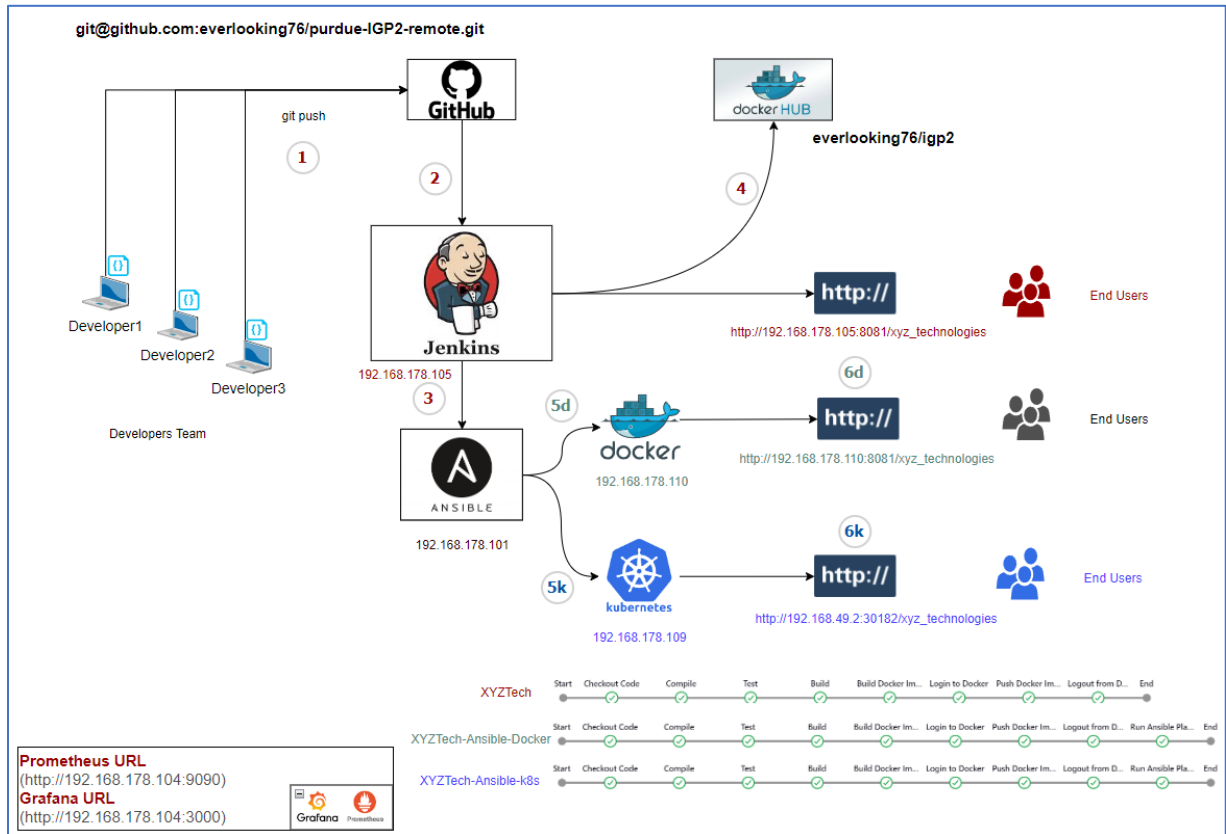 git@github.com:everlooking76/purdue-IGP2-remote.git
GitHub
docker HUB
everlooking76/igp2
git push
1
2
4
Developer1
Developer2
Developer3
Developers Team
Jenkins
192.168.178.105
http://
http://192.168.178.105:8081/xyz_technologies
End Users
3
ANSIBLE
192.168.178.101
5d
docker
192.168.178.110
6d
http://
http://192.168.178.110:8081/xyz_technologies
End Users
5k
kubernetes
192.168.178.109
6k
http://
http://192.168.49.2:30182/xyz_technologies
End Users
XYZTech
Start Checkout Code Compile Test Build Build Docker Im... Login to Docker Push Docker Im... Logout from D... End
XYZTech-Ansible-Docker
Start Checkout Code Compile Test Build Build Docker Im... Login to Docker Push Docker Im... Logout from D... Run Ansible Pla... End
XYZTech-Ansible-k8s
Start Checkout Code Compile Test Build Build Docker Im... Login to Docker Push Docker Im... Logout from D... Run Ansible Pla... End
Prometheus URL
(http://192.168.178.104:9090)
Grafana URL
(http://192.168.178.104:3000)
Grafana Prometheus